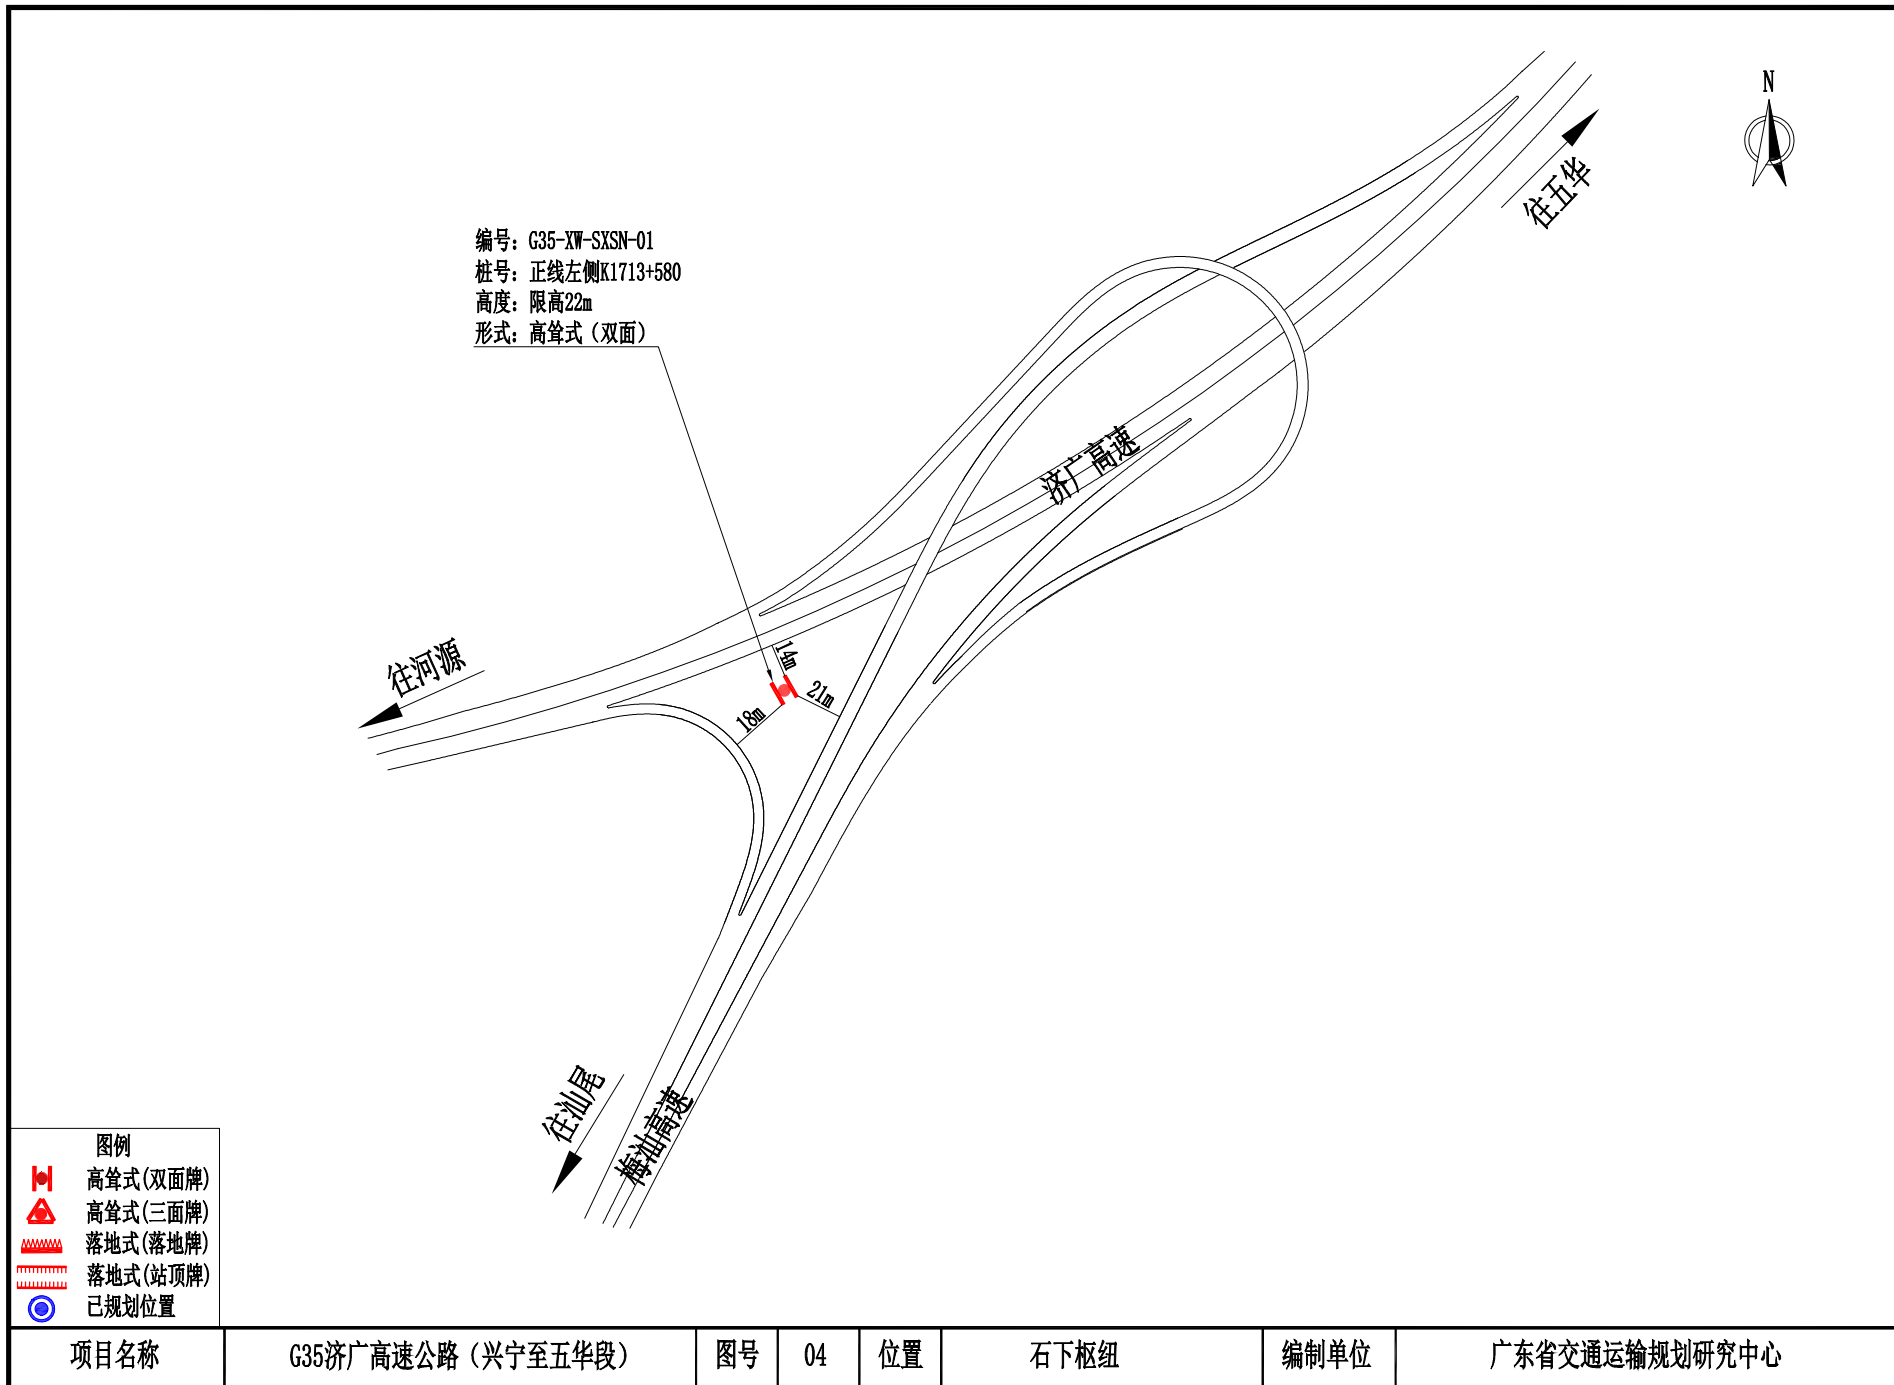 N
往五华
编号：G35-XW-SXSN-01
桩号：正线左侧K1713+580
高度：限高22m
形式：高耸式（双面）
济广高速
往河源
14m
21m
18m
往汕尾
梅汕高速
图例
高耸式(双面牌)
高耸式(三面牌)
落地式(落地牌)
落地式(站顶牌)
已规划位置
项目名称 G35济广高速公路（兴宁至五华段） 图号 04 位置 石下枢纽 编制单位 广东省交通运输规划研究中心